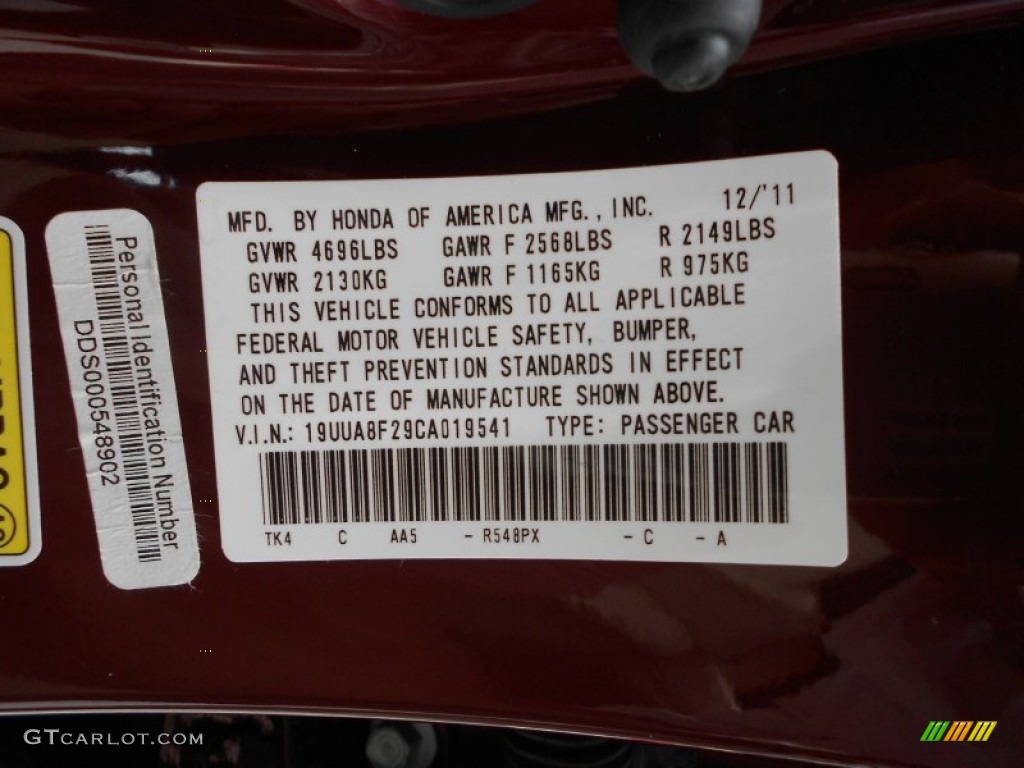 MFD. BY HONDA OF AMERICA MFG., INC. 12/'11
GVWR 4696LBS GAWR F 2568LBS R 2149LBS
GVWR 2130KG GAWR F 1165KG R 975KG
THIS VEHICLE CONFORMS TO ALL APPLICABLE
FEDERAL MOTOR VEHICLE SAFETY, BUMPER,
AND THEFT PREVENTION STANDARDS IN EFFECT
ON THE DATE OF MANUFACTURE SHOWN ABOVE.
V.I.N.: 19UUA8F29CA019541 TYPE: PASSENGER CAR
TK4 C AA5 - R548PX - C - A
Personal Identification Number
DDS000548902
GTCARLOT.COM